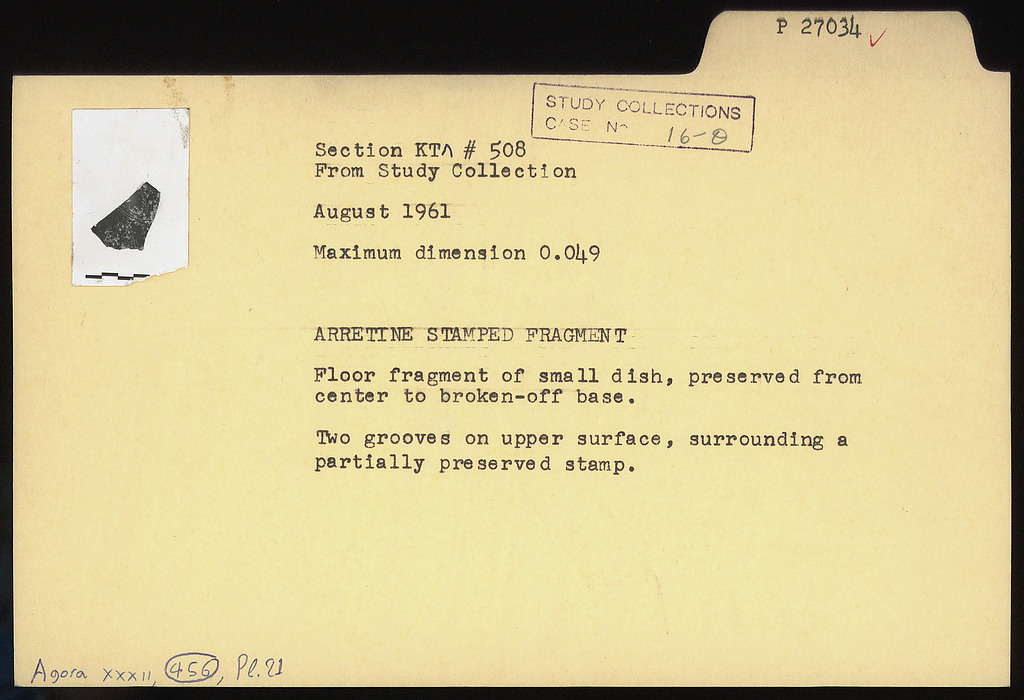 P 27034
STUDY COLLECTIONS
CASE No 16-8
Section KTΛ # 508
From Study Collection
August 1961
Maximum dimension 0.049
ARRETINE STAMPED FRAGMENT
Floor fragment of small dish, preserved from
center to broken-off base.
Two grooves on upper surface, surrounding a
partially preserved stamp.
Agora XXXII, 456, Pl. 21